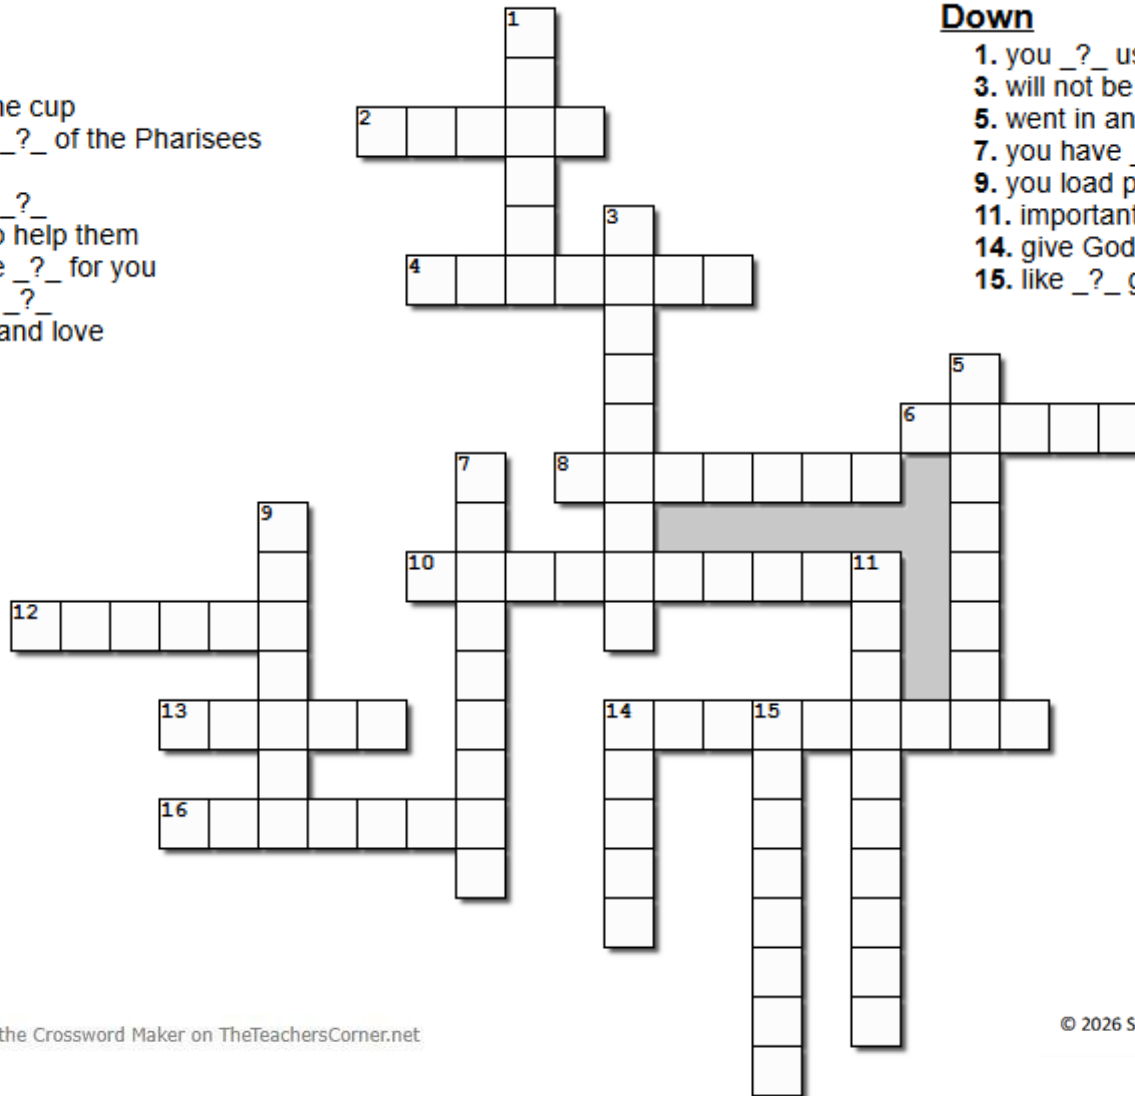 Down
1. you _?_ us
3. will not be
5. went in an
7. you have _
9. you load p
11. important
14. give God
15. like _?_ g
ne cup
_?_ of the Pharisees
_?_
o help them
e _?_ for you
_?_
and love
1
2
3
4
5
6
7
8
9
10
11
12
13
14
15
16
the Crossword Maker on TheTeachersCorner.net
© 2026 S